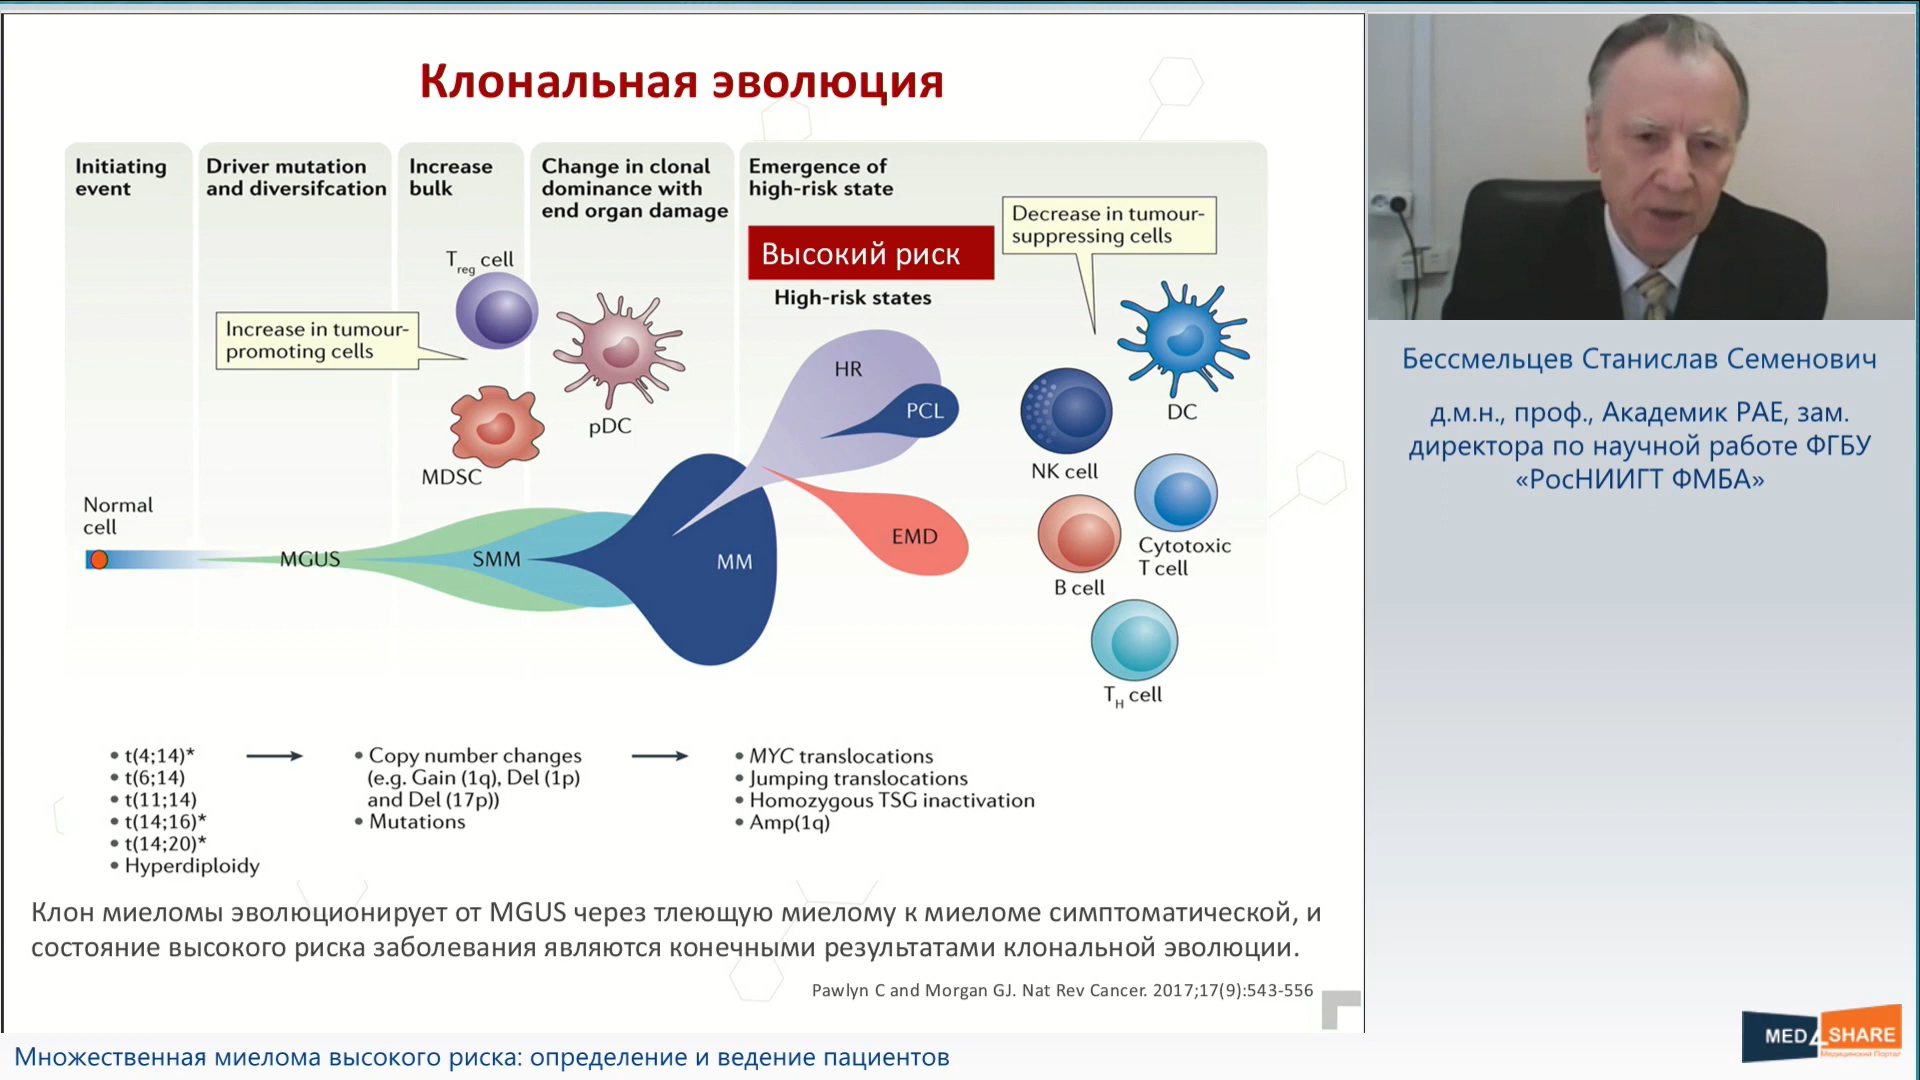 Клональная эволюция
Initiating
event
Driver mutation
and diversifcation
Increase
bulk
Change in clonal
dominance with
end organ damage
Emergence of
high-risk state
Высокий риск
High-risk states
Decrease in tumour-
suppressing cells
Increase in tumour-
promoting cells
Treg cell
pDC
MDSC
HR
PCL
EMD
DC
NK cell
Cytotoxic
T cell
B cell
TH cell
Normal
cell
MGUS
SMM
MM
• t(4;14)*
• t(6;14)
• t(11;14)
• t(14;16)*
• t(14;20)*
• Hyperdiploidy
• Copy number changes
(e.g. Gain (1q), Del (1p)
and Del (17p))
• Mutations
• MYC translocations
• Jumping translocations
• Homozygous TSG inactivation
• Amp(1q)
Клон миеломы эволюционирует от MGUS через тлеющую миелому к миеломе симптоматической, и
состояние высокого риска заболевания являются конечными результатами клональной эволюции.
Pawlyn C and Morgan GJ. Nat Rev Cancer. 2017;17(9):543-556
Бессмельцев Станислав Семенович
д.м.н., проф., Академик РАЕ, зам.
директора по научной работе ФГБУ
«РосНИИГТ ФМБА»
MED4SHARE
Медицинский Портал
Множественная миелома высокого риска: определение и ведение пациентов